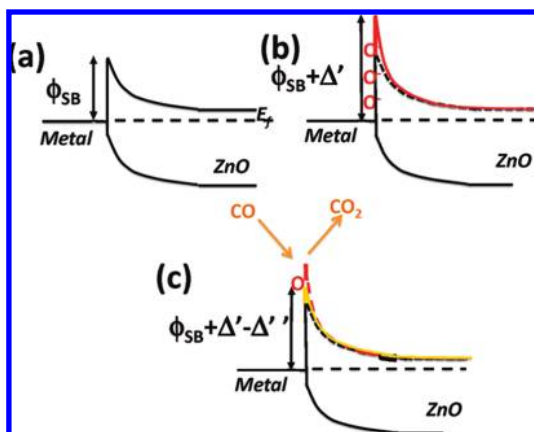 (a)
ϕSB
Metal
Ef
ZnO
(b)
ϕSB+Δ'
O⁻
O⁻
O⁻
Metal
ZnO
CO
CO2
(c)
O
ϕSB+Δ'-Δ''
Metal
ZnO